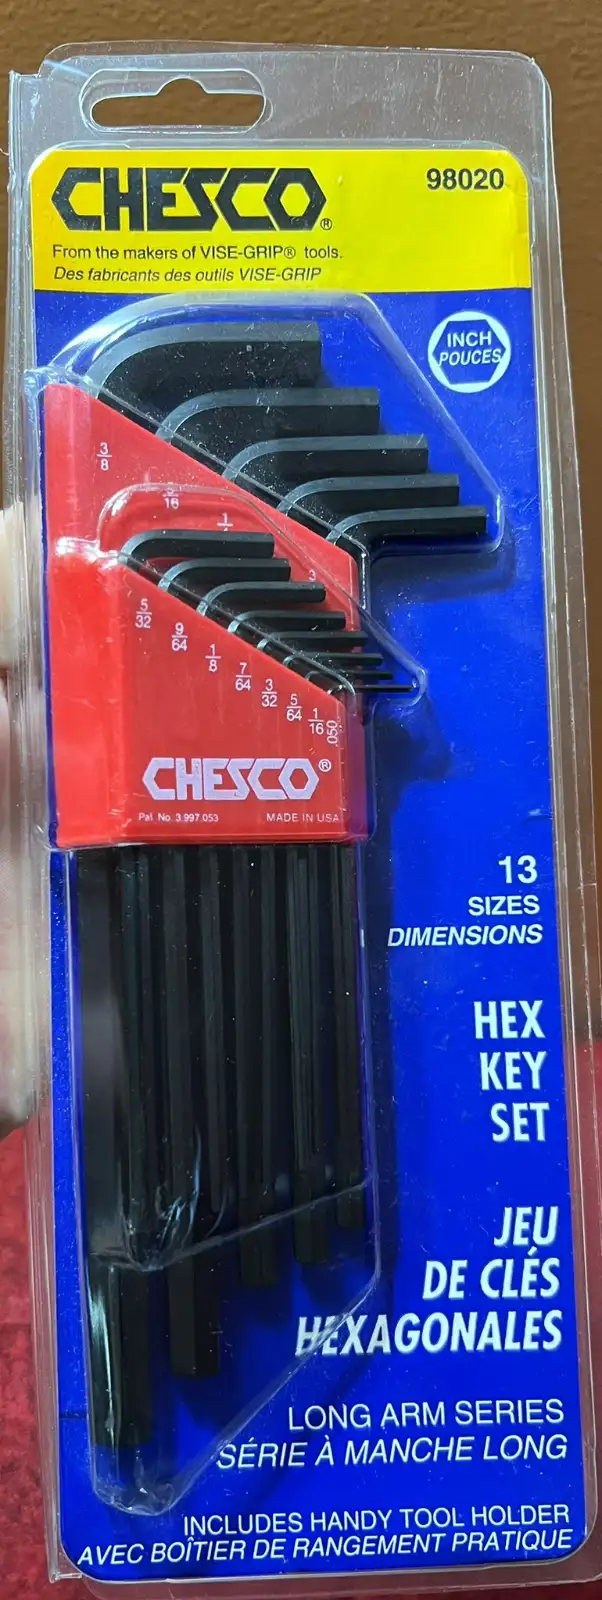 CHESCO®
98020
From the makers of VISE-GRIP® tools.
Des fabricants des outils VISE-GRIP
INCH
POUCES
3/8
5/16
5/32
9/64
1/8
7/64
3/32
5/64
1/16
.050
CHESCO®
Pat. No. 3,997,053
MADE IN USA
13
SIZES
DIMENSIONS
HEX
KEY
SET
JEU
DE CLÉS
HEXAGONALES
LONG ARM SERIES
SÉRIE À MANCHE LONG
INCLUDES HANDY TOOL HOLDER
AVEC BOÎTIER DE RANGEMENT PRATIQUE